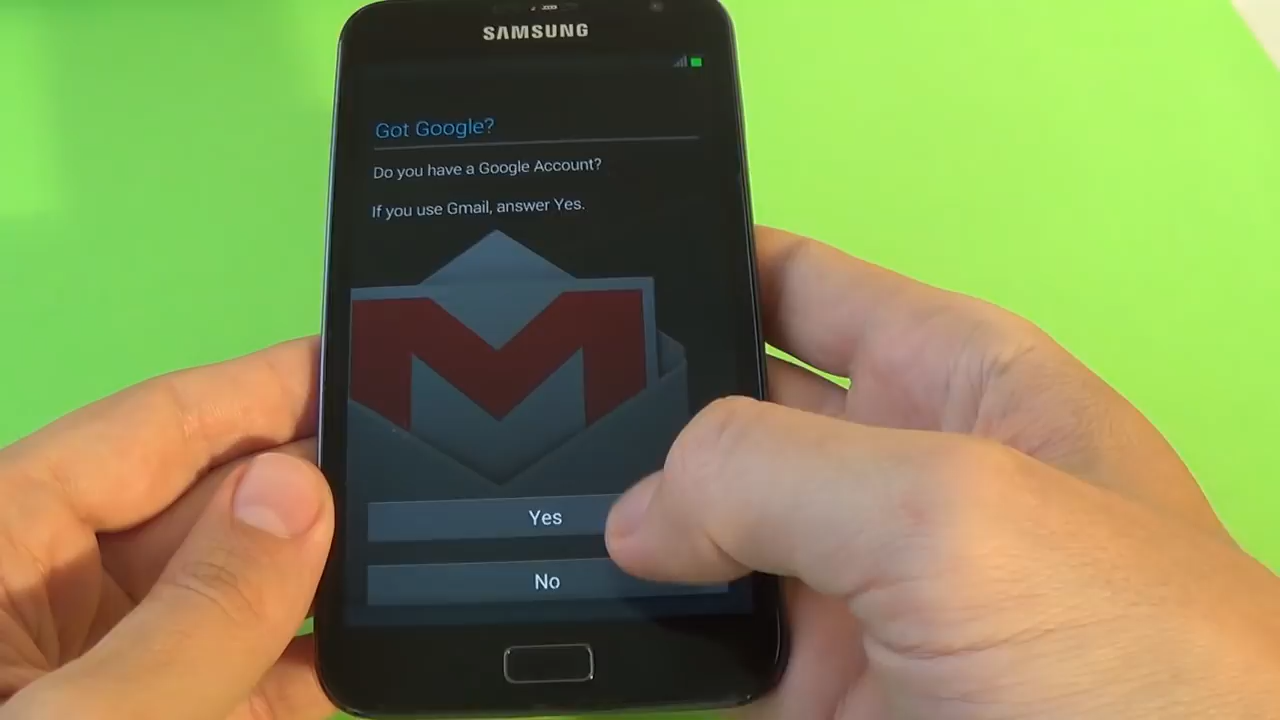 SAMSUNG
Got Google?
Do you have a Google Account?
If you use Gmail, answer Yes.
Yes
No